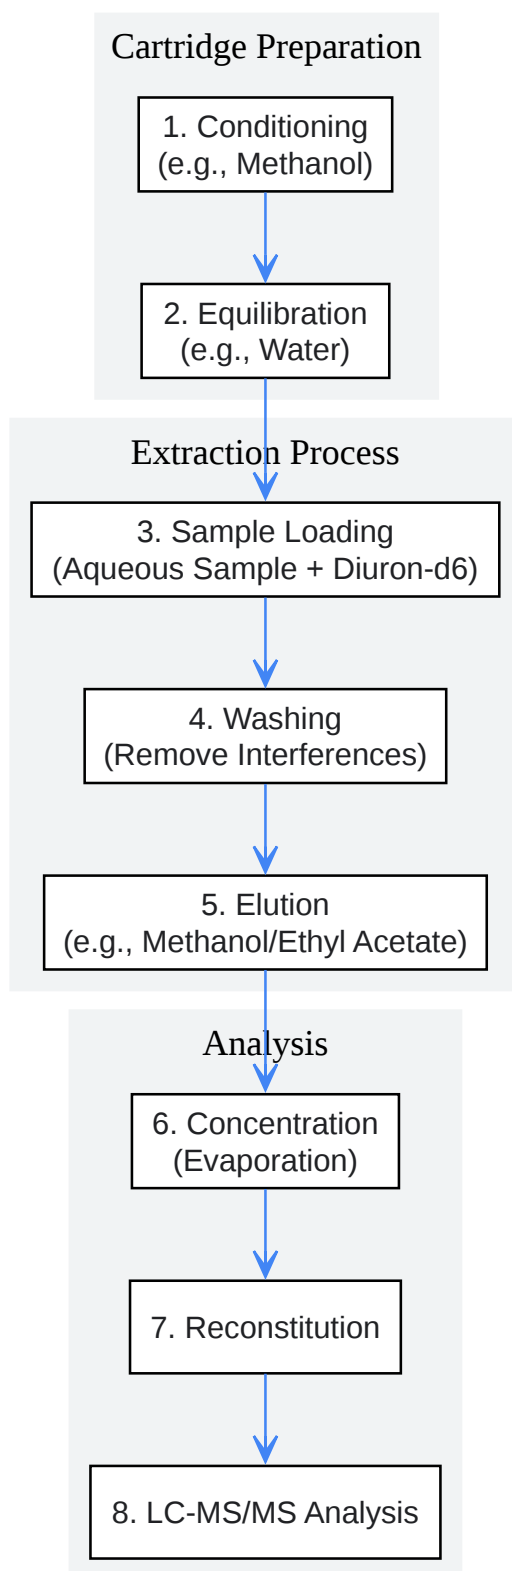 Cartridge Preparation
1. Conditioning
(e.g., Methanol)
2. Equilibration
(e.g., Water)
Extraction Process
3. Sample Loading
(Aqueous Sample + Diuron-d6)
4. Washing
(Remove Interferences)
5. Elution
(e.g., Methanol/Ethyl Acetate)
Analysis
6. Concentration
(Evaporation)
7. Reconstitution
8. LC-MS/MS Analysis